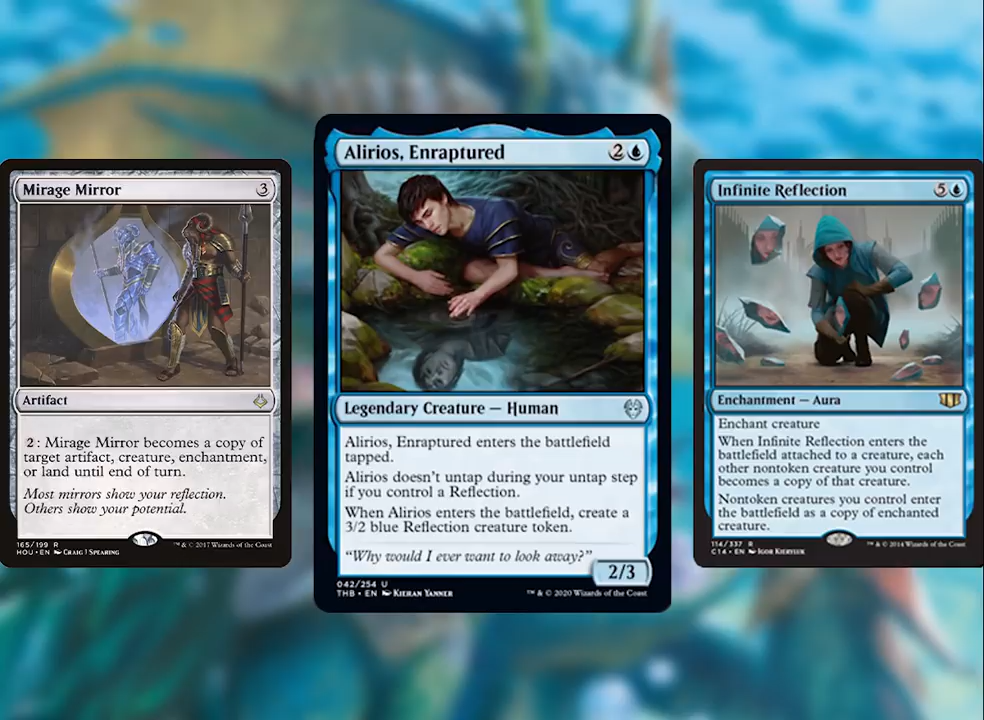 Mirage Mirror 3
Artifact
2: Mirage Mirror becomes a copy of
target artifact, creature, enchantment,
or land until end of turn.
Most mirrors show your reflection.
Others show your potential.
165/199 R
HOU • EN Craig J Spearing
™ & © 2017 Wizards of the Coast
Alirios, Enraptured 2
Legendary Creature — Human
Alirios, Enraptured enters the battlefield
tapped.
Alirios doesn't untap during your untap step
if you control a Reflection.
When Alirios enters the battlefield, create a
3/2 blue Reflection creature token.
"Why would I ever want to look away?"
2/3
042/254 U
THB • EN Kieran Yanner
™ & © 2020 Wizards of the Coast
Infinite Reflection 5
Enchantment — Aura
Enchant creature
When Infinite Reflection enters the
battlefield attached to a creature, each
other nontoken creature you control
becomes a copy of that creature.
Nontoken creatures you control enter
the battlefield as a copy of enchanted
creature.
114/337 R
C14 • EN Igor Kieryluk
™ & © 2014 Wizards of the Coast